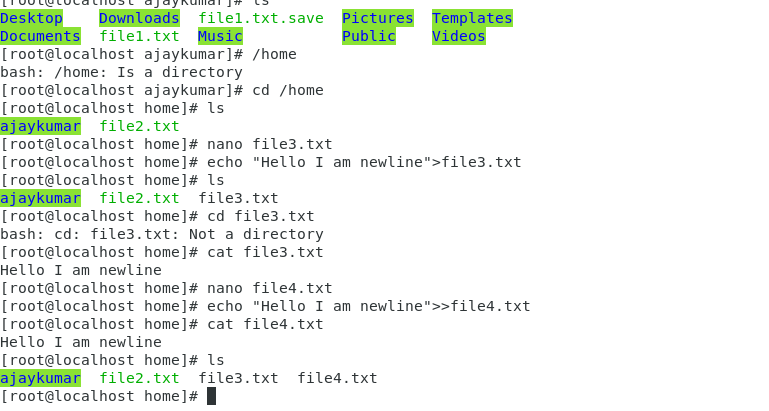 [root@localhost ajaykumar]# ls
Desktop    Downloads  file1.txt.save  Pictures  Templates
Documents  file1.txt  Music           Public    Videos
[root@localhost ajaykumar]# /home
bash: /home: Is a directory
[root@localhost ajaykumar]# cd /home
[root@localhost home]# ls
ajaykumar  file2.txt
[root@localhost home]# nano file3.txt
[root@localhost home]# echo "Hello I am newline">file3.txt
[root@localhost home]# ls
ajaykumar  file2.txt  file3.txt
[root@localhost home]# cd file3.txt
bash: cd: file3.txt: Not a directory
[root@localhost home]# cat file3.txt
Hello I am newline
[root@localhost home]# nano file4.txt
[root@localhost home]# echo "Hello I am newline">>file4.txt
[root@localhost home]# cat file4.txt
Hello I am newline
[root@localhost home]# ls
ajaykumar  file2.txt  file3.txt  file4.txt
[root@localhost home]#